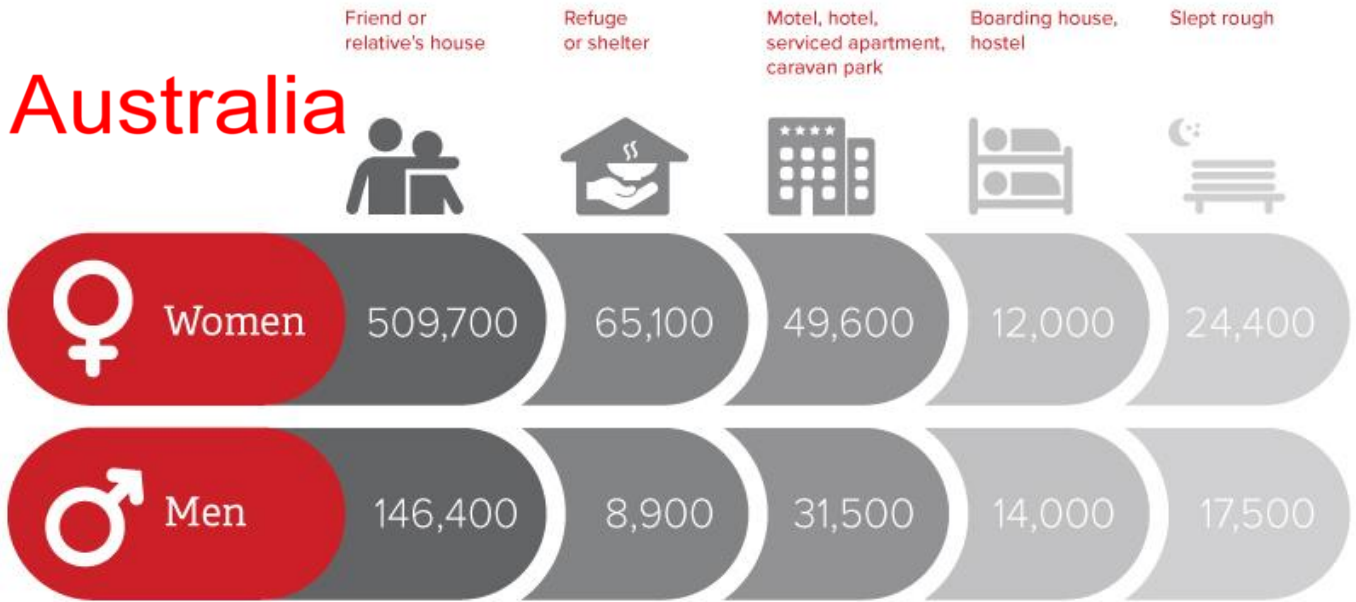 Friend or
relative's house
Refuge
or shelter
Motel, hotel,
serviced apartment,
caravan park
Boarding house,
hostel
Slept rough
Australia
Women 509,700 65,100 49,600 12,000 24,400
Men 146,400 8,900 31,500 14,000 17,500